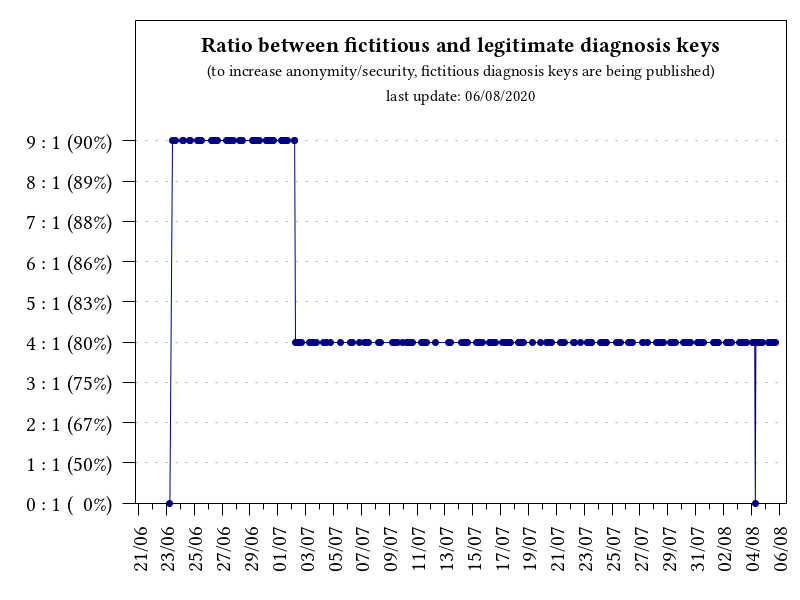 Ratio between fictitious and legitimate diagnosis keys
(to increase anonymity/security, fictitious diagnosis keys are being published)
last update: 06/08/2020
9 : 1 (90%)
8 : 1 (89%)
7 : 1 (88%)
6 : 1 (86%)
5 : 1 (83%)
4 : 1 (80%)
3 : 1 (75%)
2 : 1 (67%)
1 : 1 (50%)
0 : 1 (  0%)
21/06
23/06
25/06
27/06
29/06
01/07
03/07
05/07
07/07
09/07
11/07
13/07
15/07
17/07
19/07
21/07
23/07
25/07
27/07
29/07
31/07
02/08
04/08
06/08